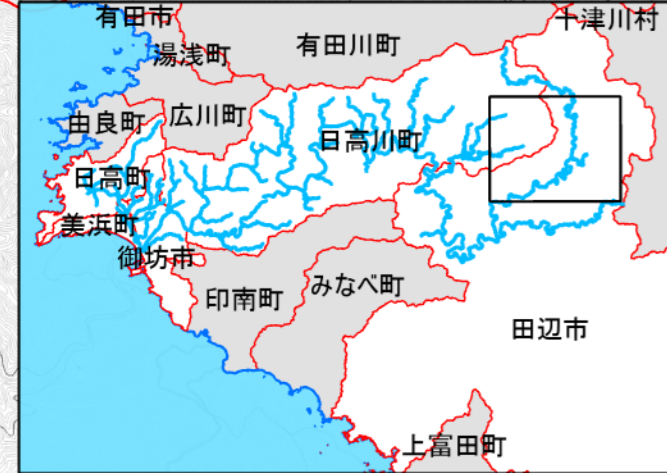 有田市
十津川村
湯浅町
有田川町
由良町
広川町
日高川町
日高町
美浜町
御坊市
印南町
みなべ町
田辺市
上富田町